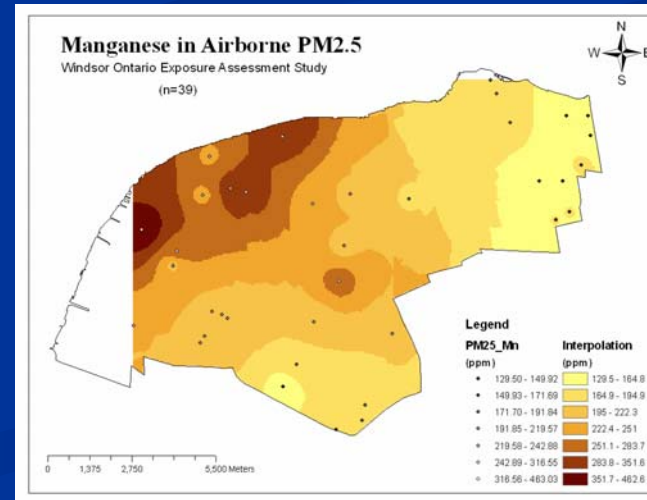 Manganese in Airborne PM2.5
Windsor Ontario Exposure Assessment Study
(n=39)
N
W
E
S
Legend
PM25_Mn Interpolation
(ppm) (ppm)
129.50 - 149.92 129.5 - 164.8
149.93 - 171.69 164.9 - 194.9
171.70 - 191.84 195 - 222.3
191.85 - 219.57 222.4 - 251
219.58 - 242.88 251.1 - 283.7
242.89 - 316.55 283.8 - 351.6
316.56 - 463.03 351.7 - 462.6
0 1,375 2,750 5,500 Meters